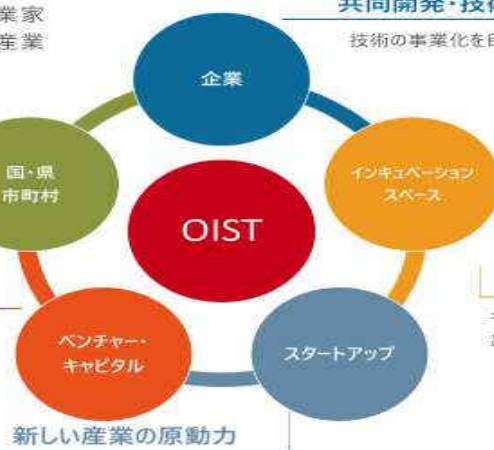 業家
産業
共同開発・技
技術の事業化を
企業
国・県
市町村
インキュベーション
スペース
OIST
ベンチャー・
キャピタル
スタートアップ
新しい産業の原動力